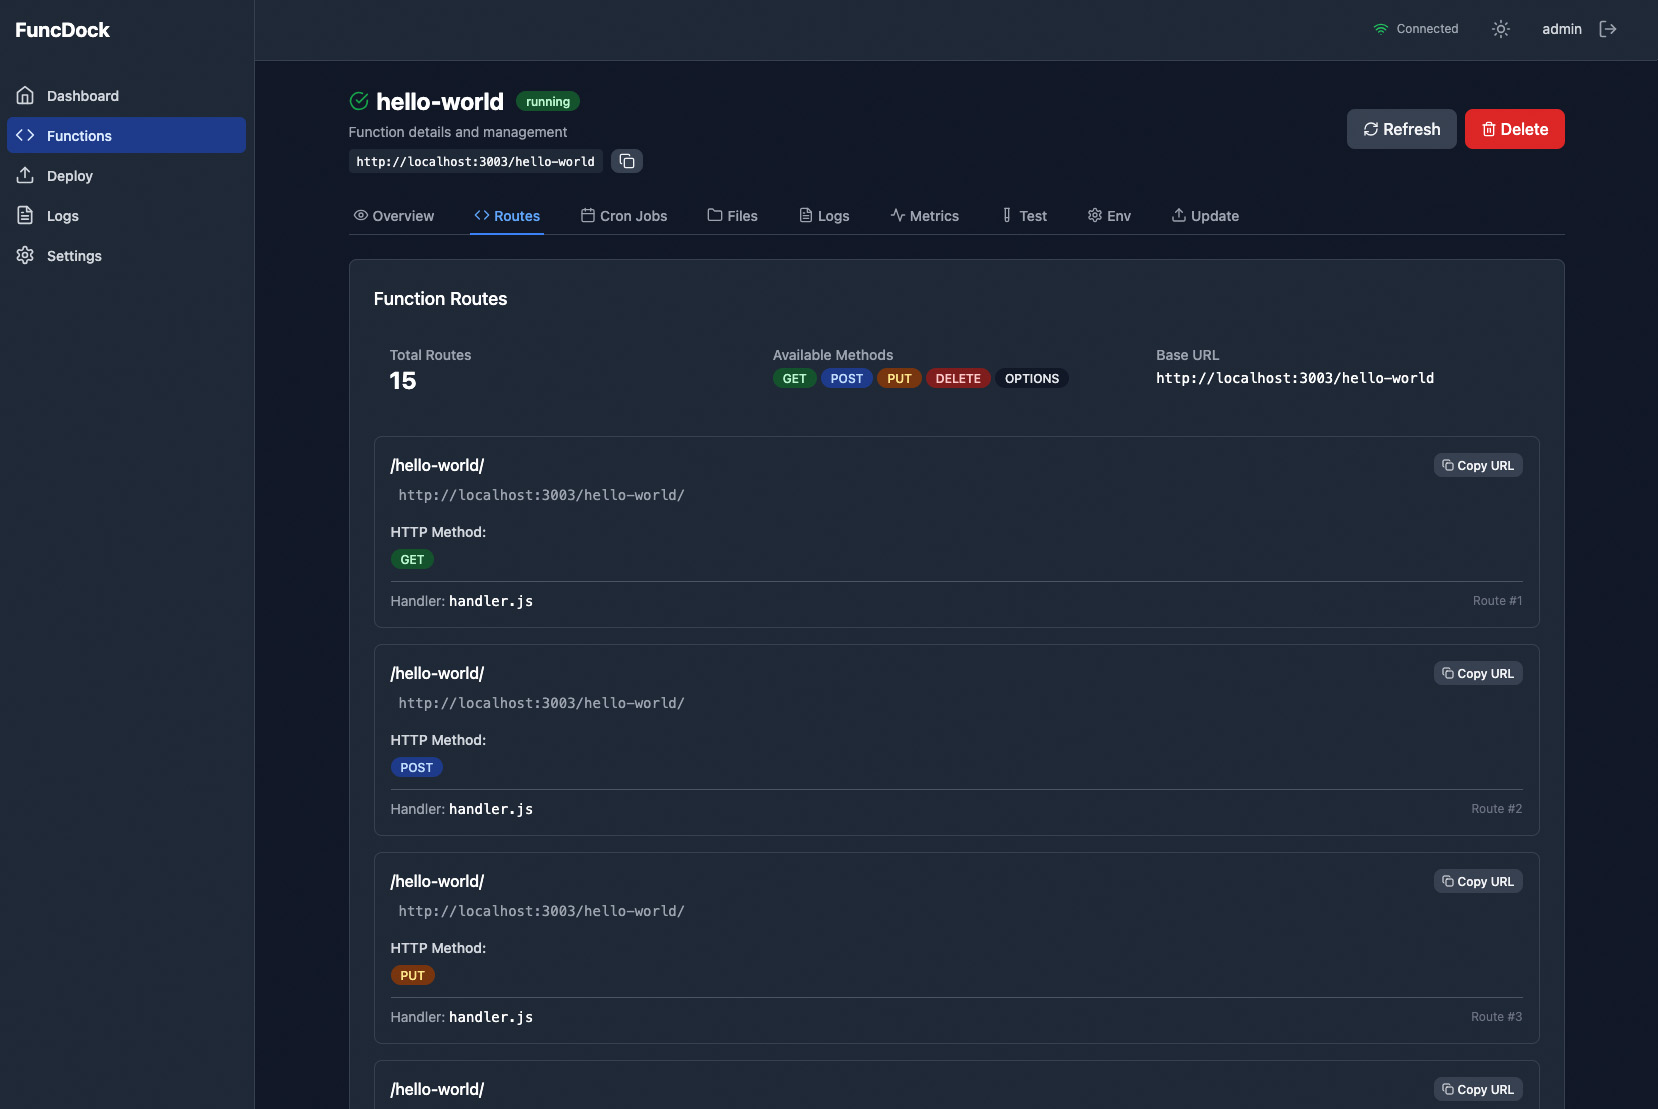 FuncDock
Connected
admin
Dashboard
Functions
Deploy
Logs
Settings
hello-world running
Function details and management
http://localhost:3003/hello-world
Refresh Delete
Overview Routes Cron Jobs Files Logs Metrics Test Env Update
Function Routes
Total Routes
15
Available Methods
GET POST PUT DELETE OPTIONS
Base URL
http://localhost:3003/hello-world
/hello-world/ Copy URL
http://localhost:3003/hello-world/
HTTP Method:
GET
Handler: handler.js Route #1
/hello-world/ Copy URL
http://localhost:3003/hello-world/
HTTP Method:
POST
Handler: handler.js Route #2
/hello-world/ Copy URL
http://localhost:3003/hello-world/
HTTP Method:
PUT
Handler: handler.js Route #3
/hello-world/ Copy URL